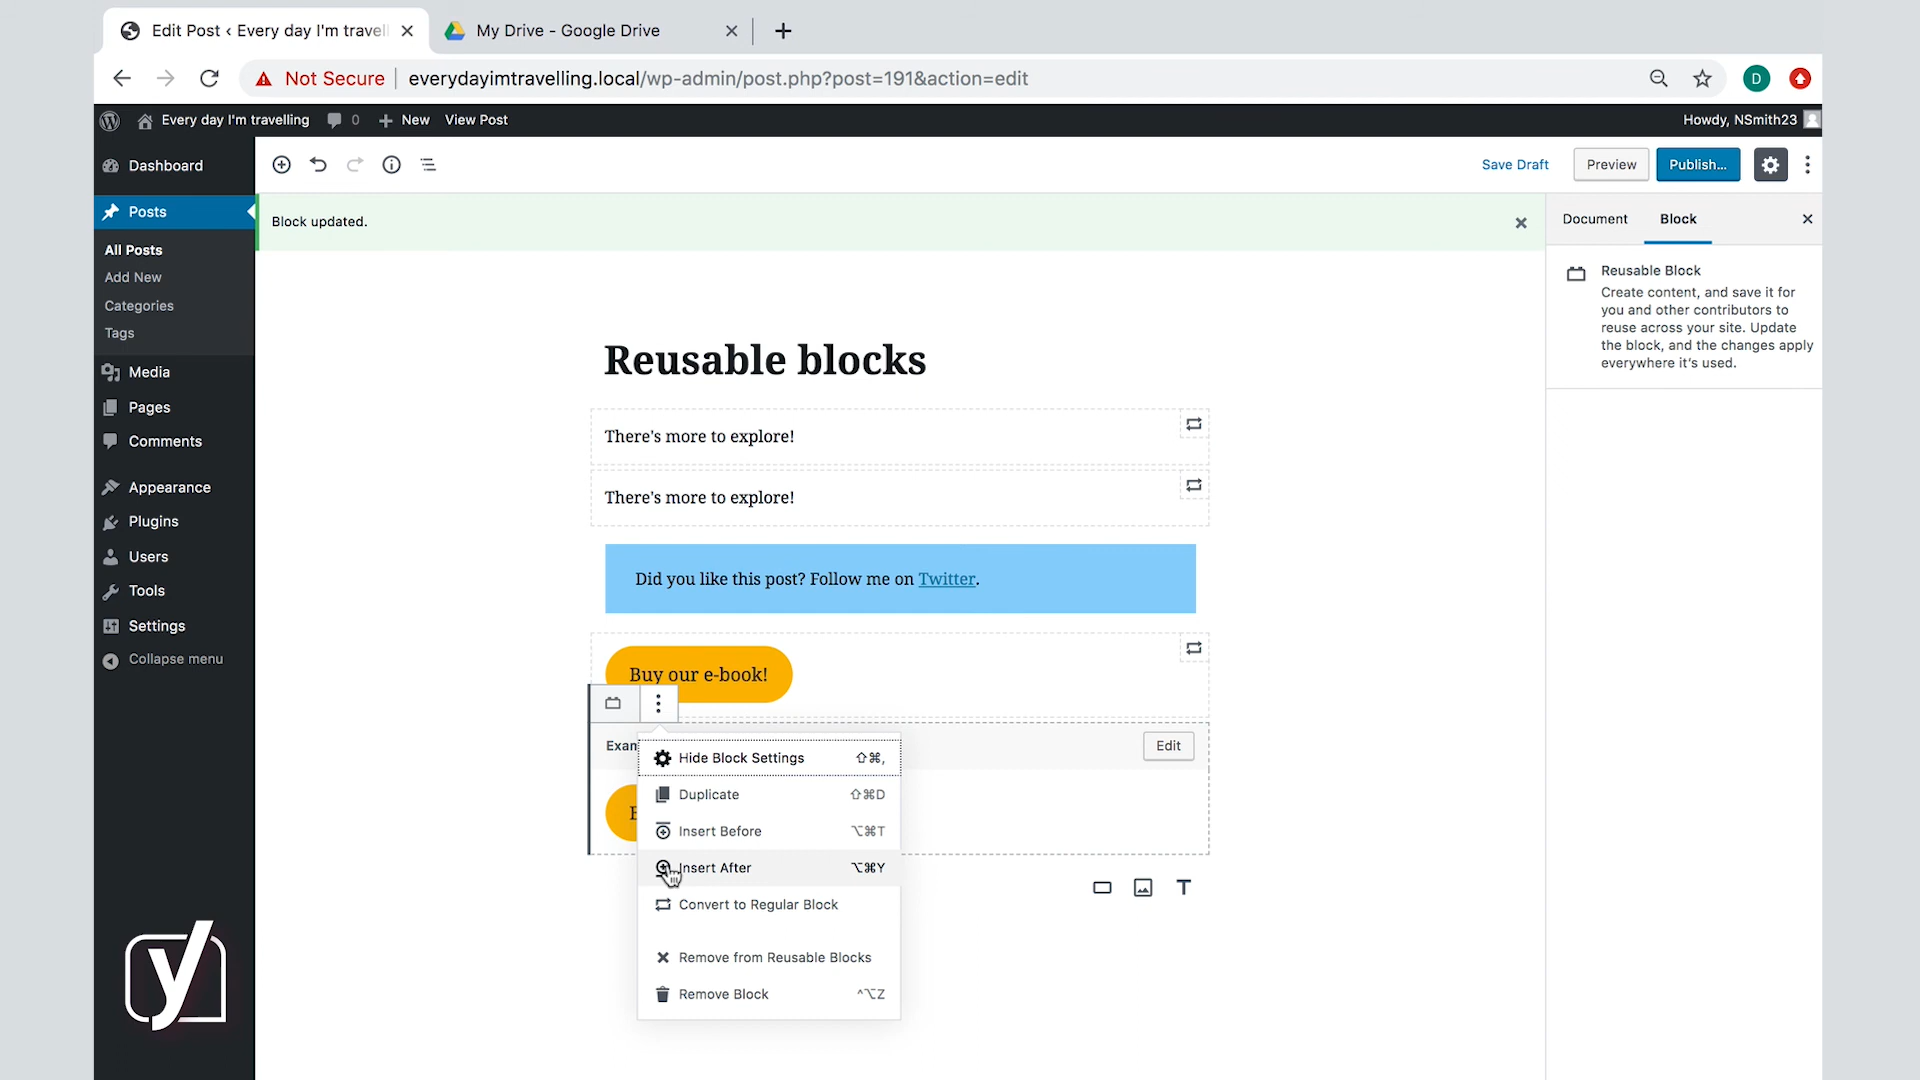 Edit Post ‹ Every day I'm travell
My Drive - Google Drive
Not Secure
everydayimtravelling.local/wp-admin/post.php?post=191&action=edit
D
Every day I'm travelling
0
New
View Post
Howdy, NSmith23
Dashboard
Posts
All Posts
Add New
Categories
Tags
Media
Pages
Comments
Appearance
Plugins
Users
Tools
Settings
Collapse menu
Save Draft
Preview
Publish...
Block updated.
Document
Block
Reusable Block
Create content, and save it for
you and other contributors to
reuse across your site. Update
the block, and the changes apply
everywhere it's used.
Reusable blocks
There's more to explore!
There's more to explore!
Did you like this post? Follow me on Twitter.
Buy our e-book!
Exam
Edit
Hide Block Settings ⇧⌘,
Duplicate ⇧⌘D
Insert Before ⌥⌘T
Insert After ⌥⌘Y
Convert to Regular Block
Remove from Reusable Blocks
Remove Block ^⌥Z
y